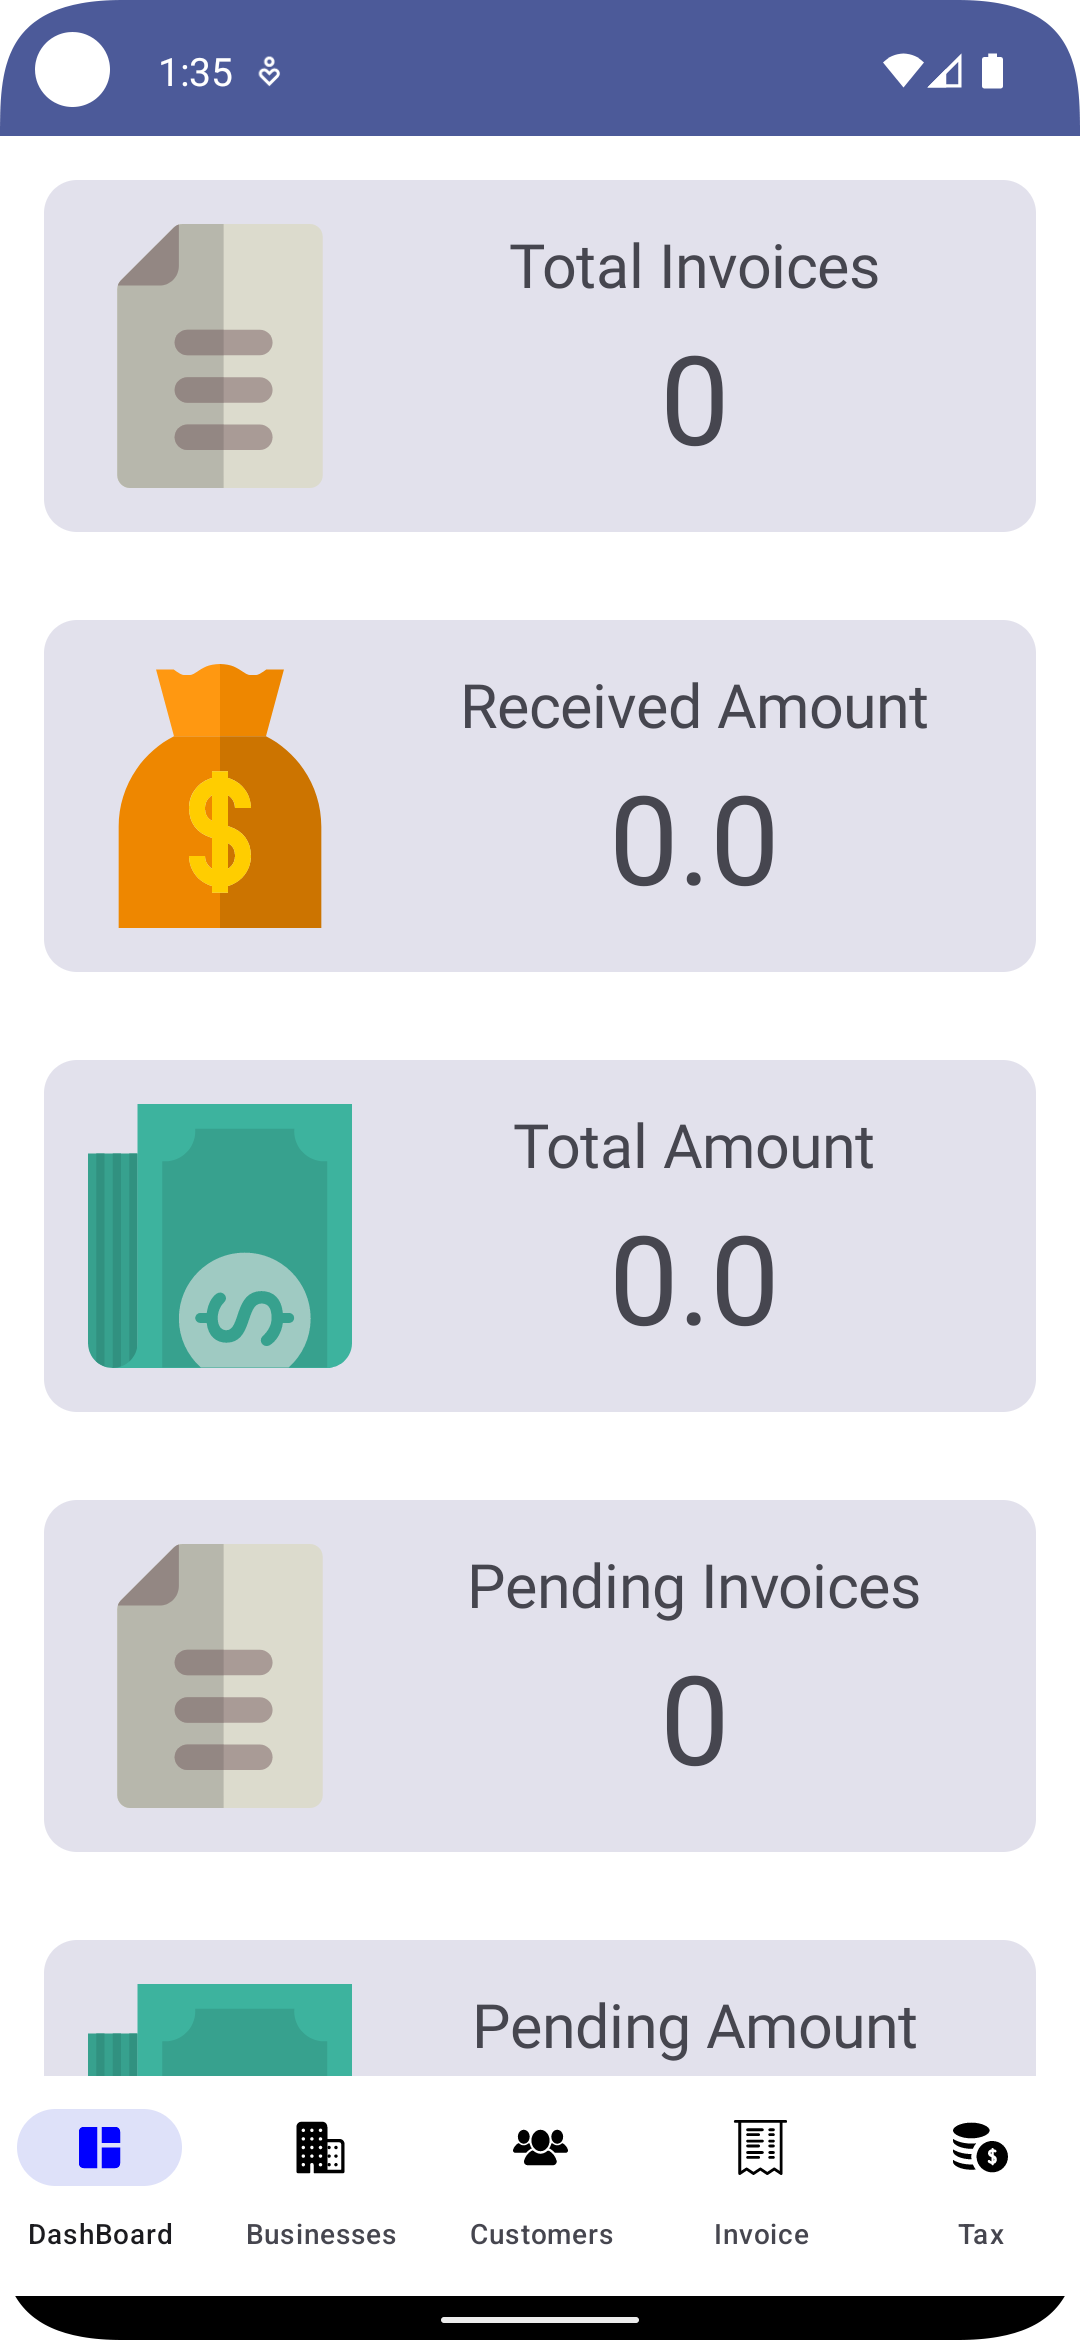 1:35
Total Invoices
0
Received Amount
0.0
Total Amount
0.0
Pending Invoices
0
Pending Amount
DashBoard Businesses Customers Invoice Tax